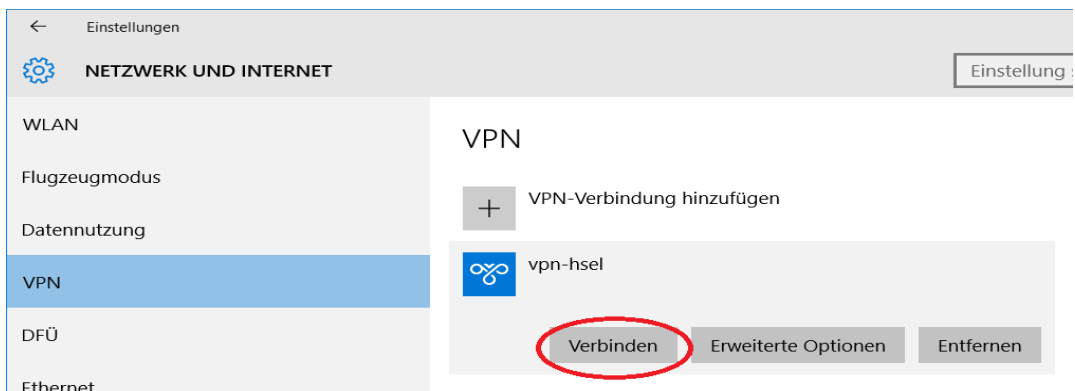 Einstellungen
NETZWERK UND INTERNET
Einstellung
WLAN
Flugzeugmodus
Datennutzung
VPN
DFÜ
Ethernet
VPN
VPN-Verbindung hinzufügen
vpn-hsel
Verbinden Erweiterte Optionen Entfernen